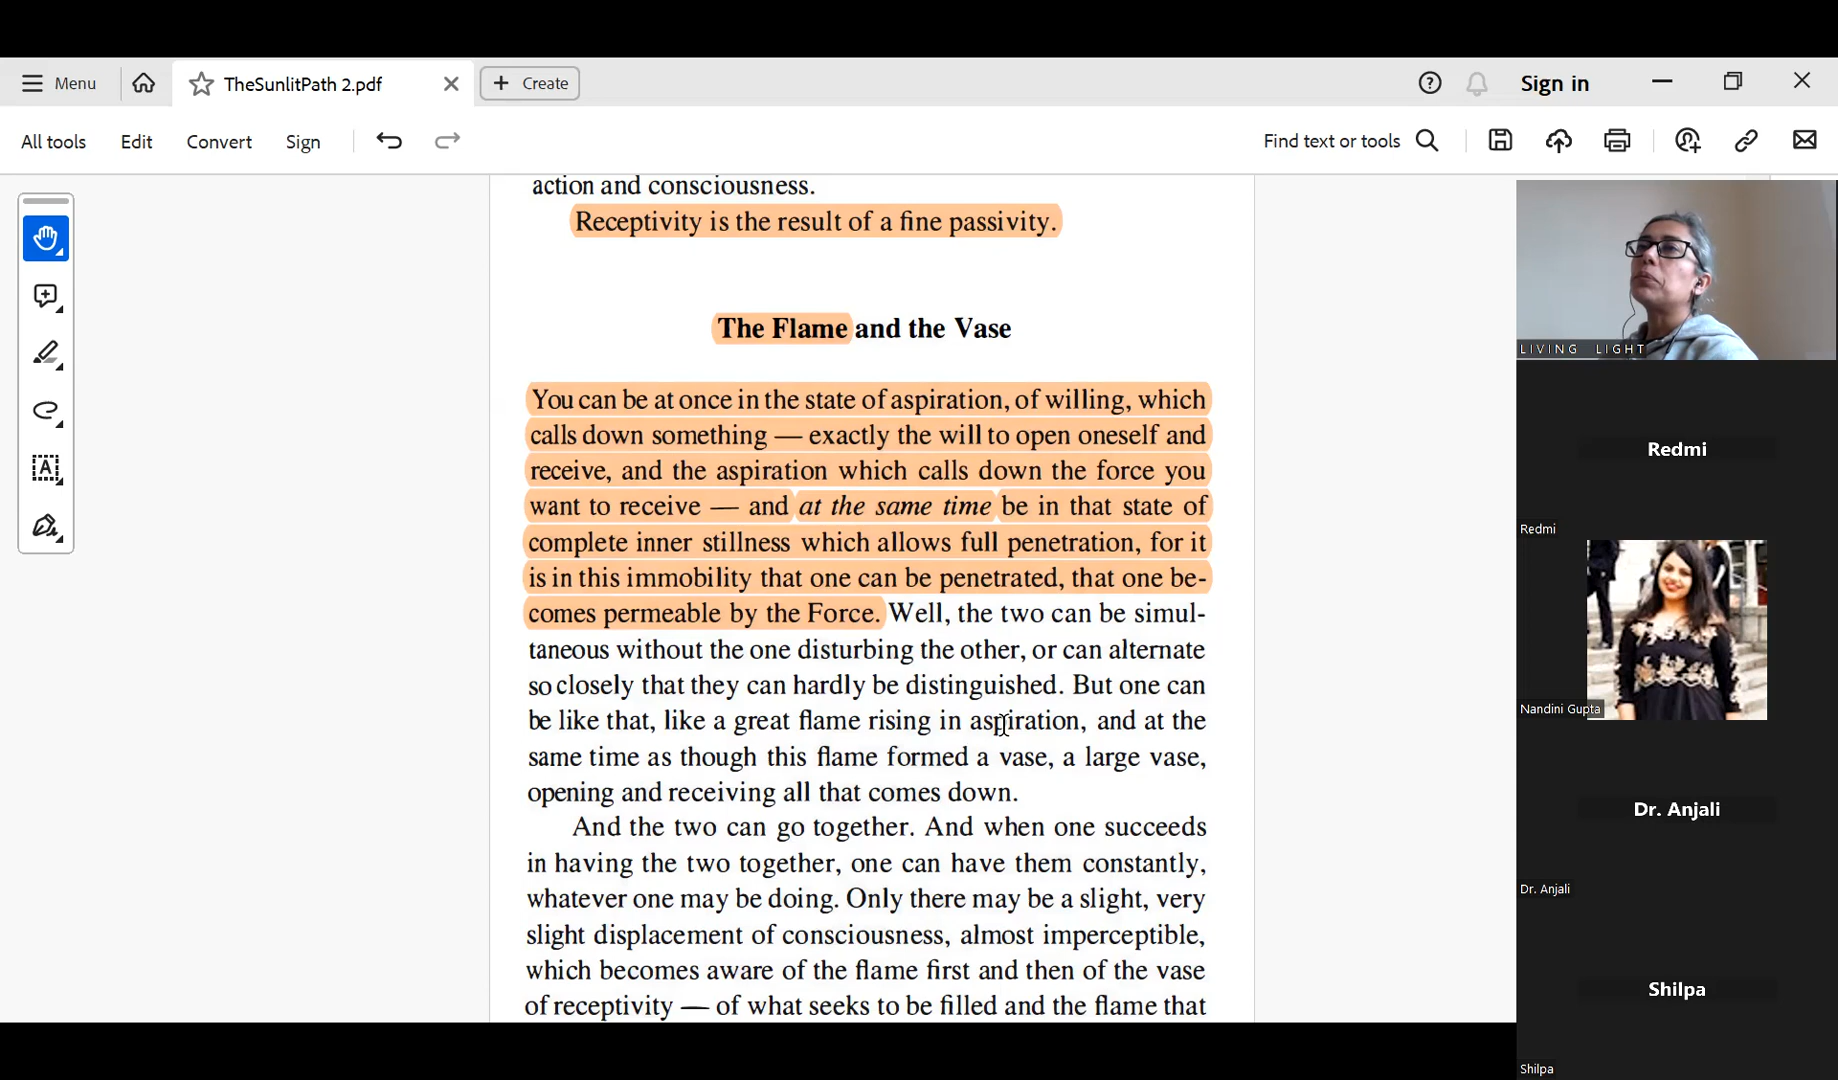 Menu
TheSunlitPath 2.pdf
Create
Sign in
All tools
Edit
Convert
Sign
Find text or tools
action and consciousness.
Receptivity is the result of a fine passivity.
The Flame and the Vase
You can be at once in the state of aspiration, of willing, which
calls down something — exactly the will to open oneself and
receive, and the aspiration which calls down the force you
want to receive — and at the same time be in that state of
complete inner stillness which allows full penetration, for it
is in this immobility that one can be penetrated, that one be-
comes permeable by the Force. Well, the two can be simul-
taneous without the one disturbing the other, or can alternate
so closely that they can hardly be distinguished. But one can
be like that, like a great flame rising in aspiration, and at the
same time as though this flame formed a vase, a large vase,
opening and receiving all that comes down.
And the two can go together. And when one succeeds
in having the two together, one can have them constantly,
whatever one may be doing. Only there may be a slight, very
slight displacement of consciousness, almost imperceptible,
which becomes aware of the flame first and then of the vase
of receptivity — of what seeks to be filled and the flame that
LIVING LIGHT
Redmi
Redmi
Nandini Gupta
Dr. Anjali
Dr. Anjali
Shilpa
Shilpa